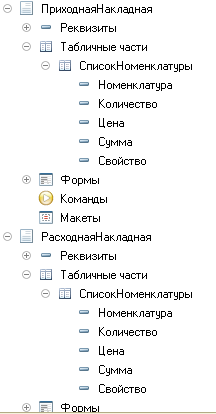 ПриходнаяНакладная
Реквизиты
Табличные части
СписокНоменклатуры
Номенклатура
Количество
Цена
Сумма
Свойство
Формы
Команды
Макеты
РасходнаяНакладная
Реквизиты
Табличные части
СписокНоменклатуры
Номенклатура
Количество
Цена
Сумма
Свойство
Формы